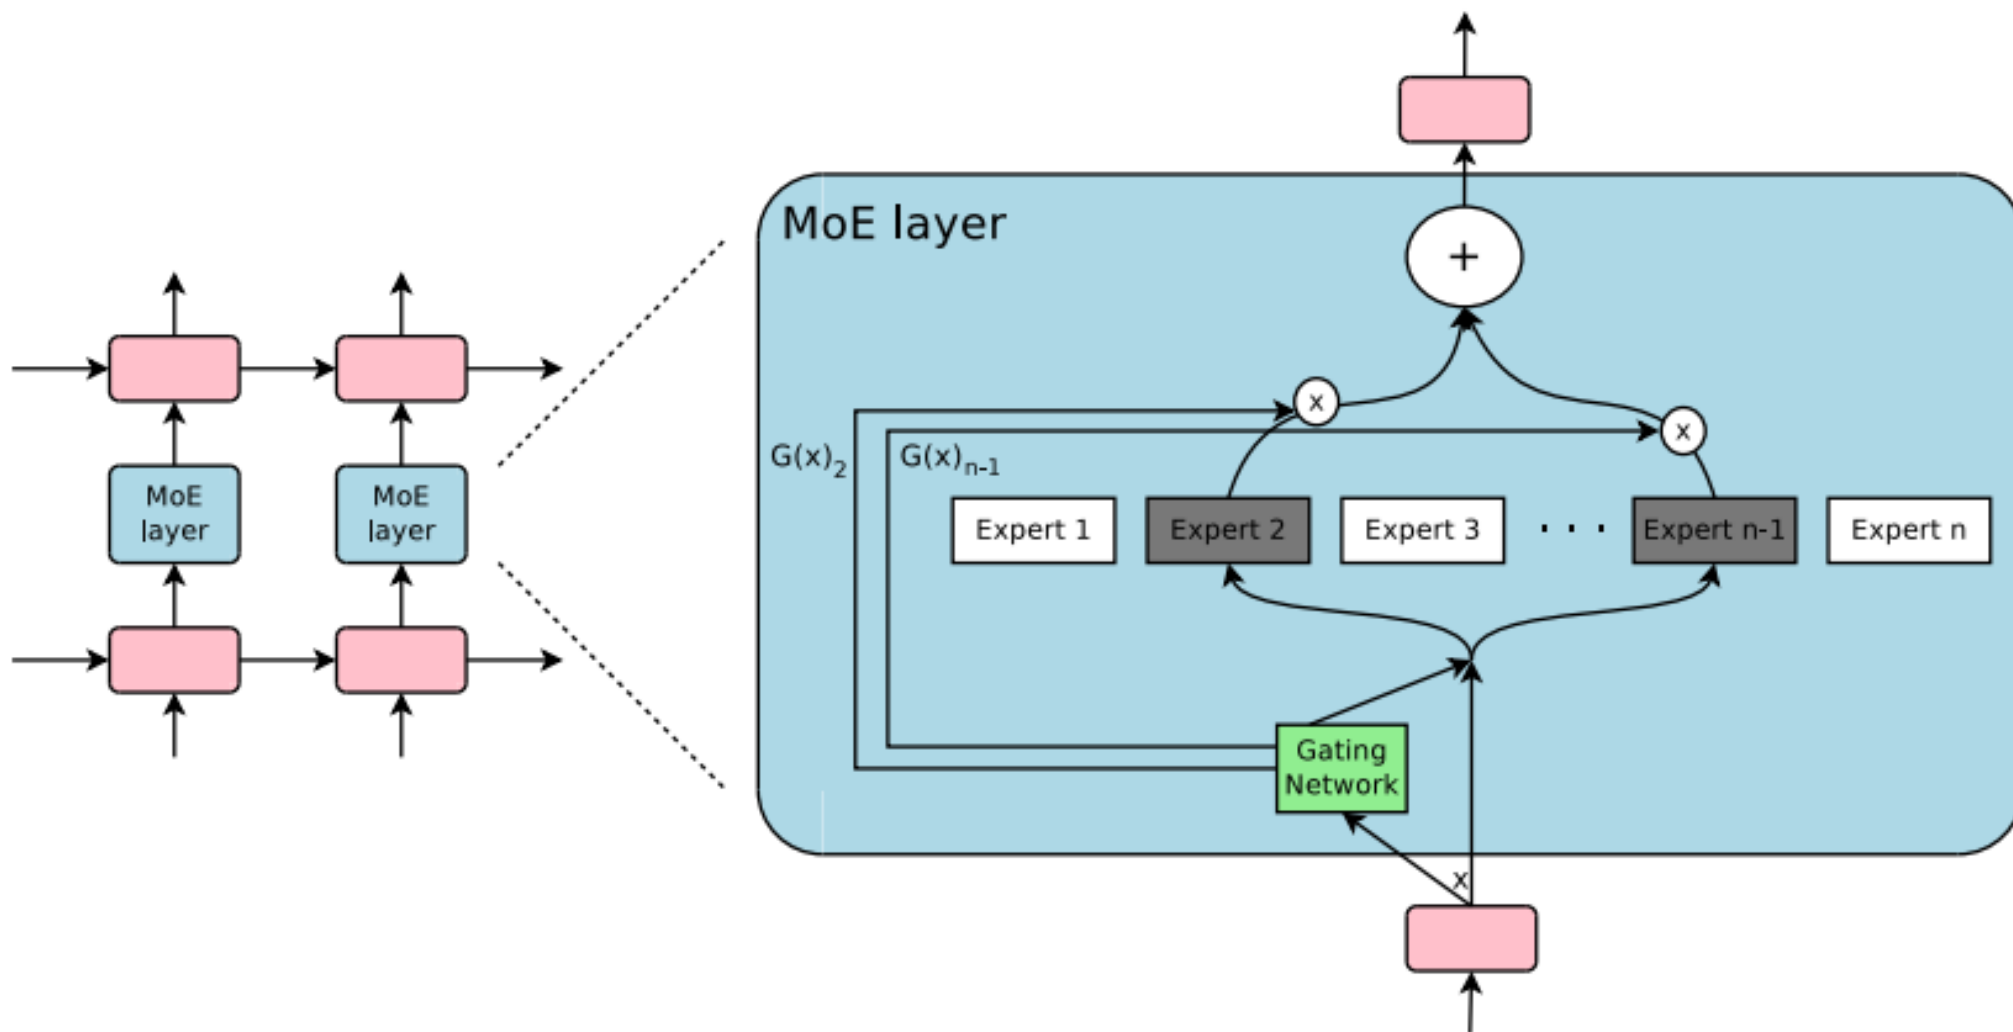 MoE layer
+
x
x
G(x)2
G(x)n-1
MoE
layer
MoE
layer
Expert 1
Expert 2
Expert 3
. . .
Expert n-1
Expert n
Gating
Network
x